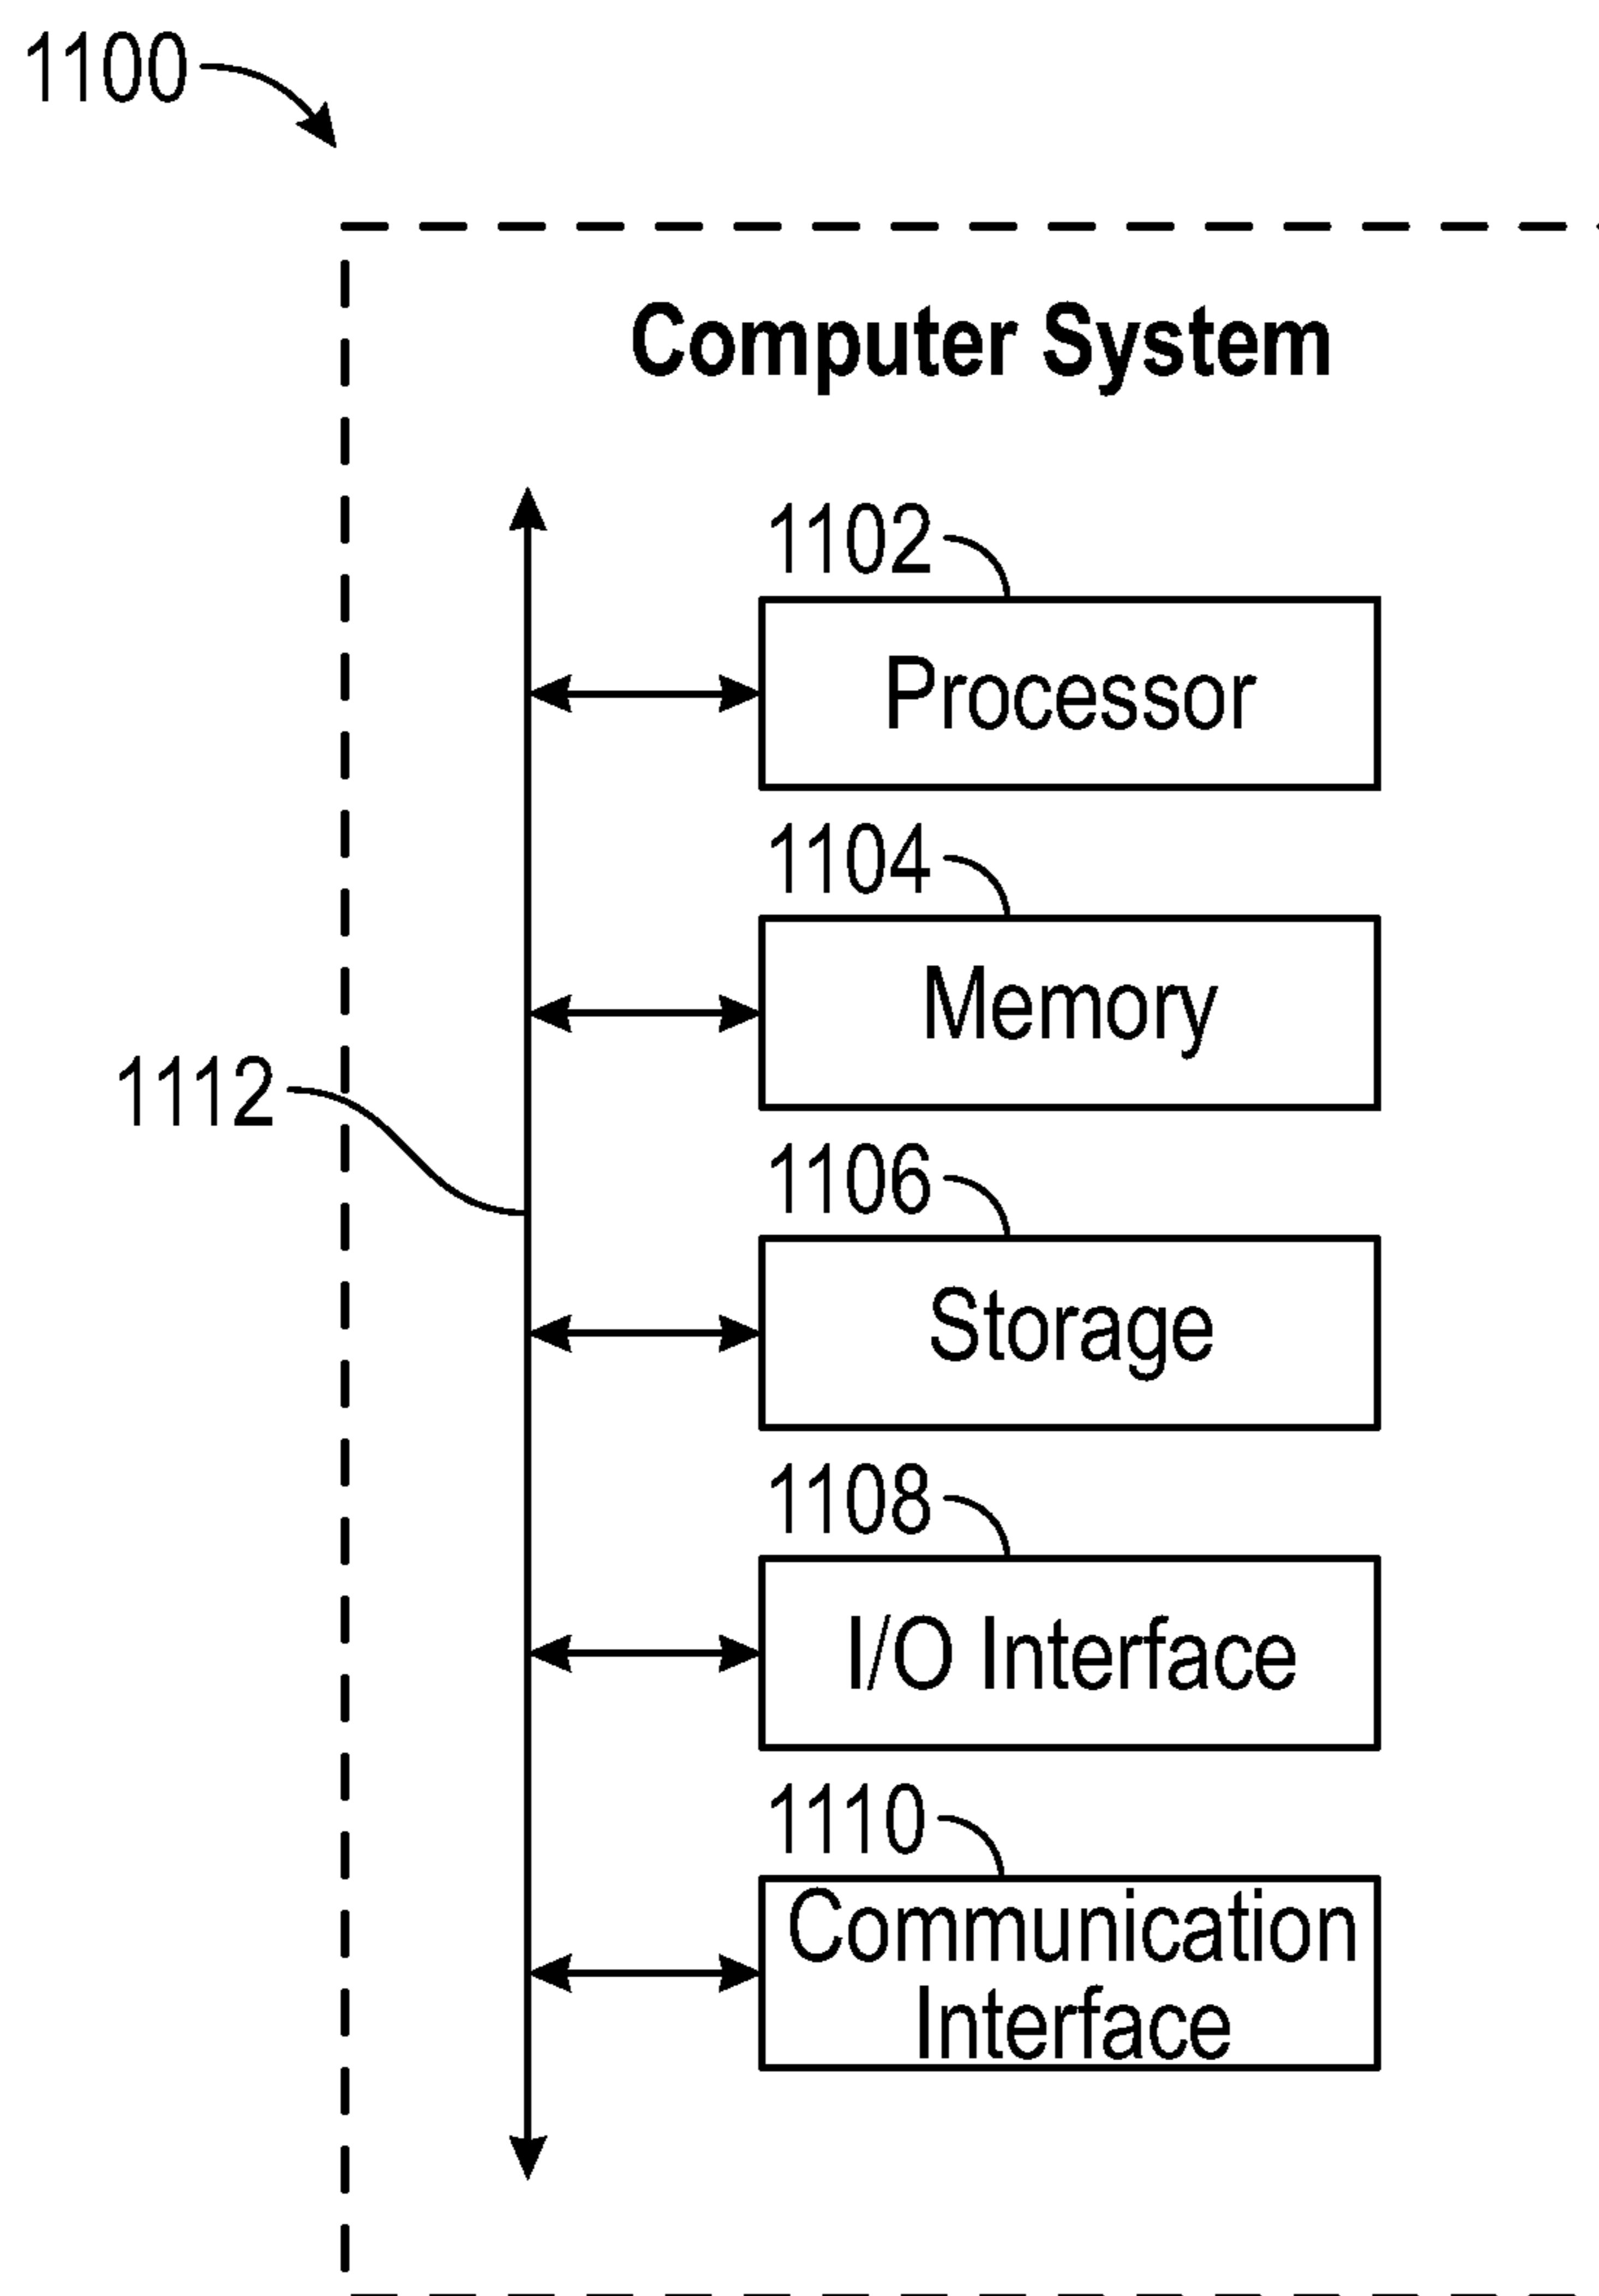 1100
Computer System
1102
Processor
1104
Memory
1112
1106
Storage
1108
I/O Interface
1110
Communication
Interface